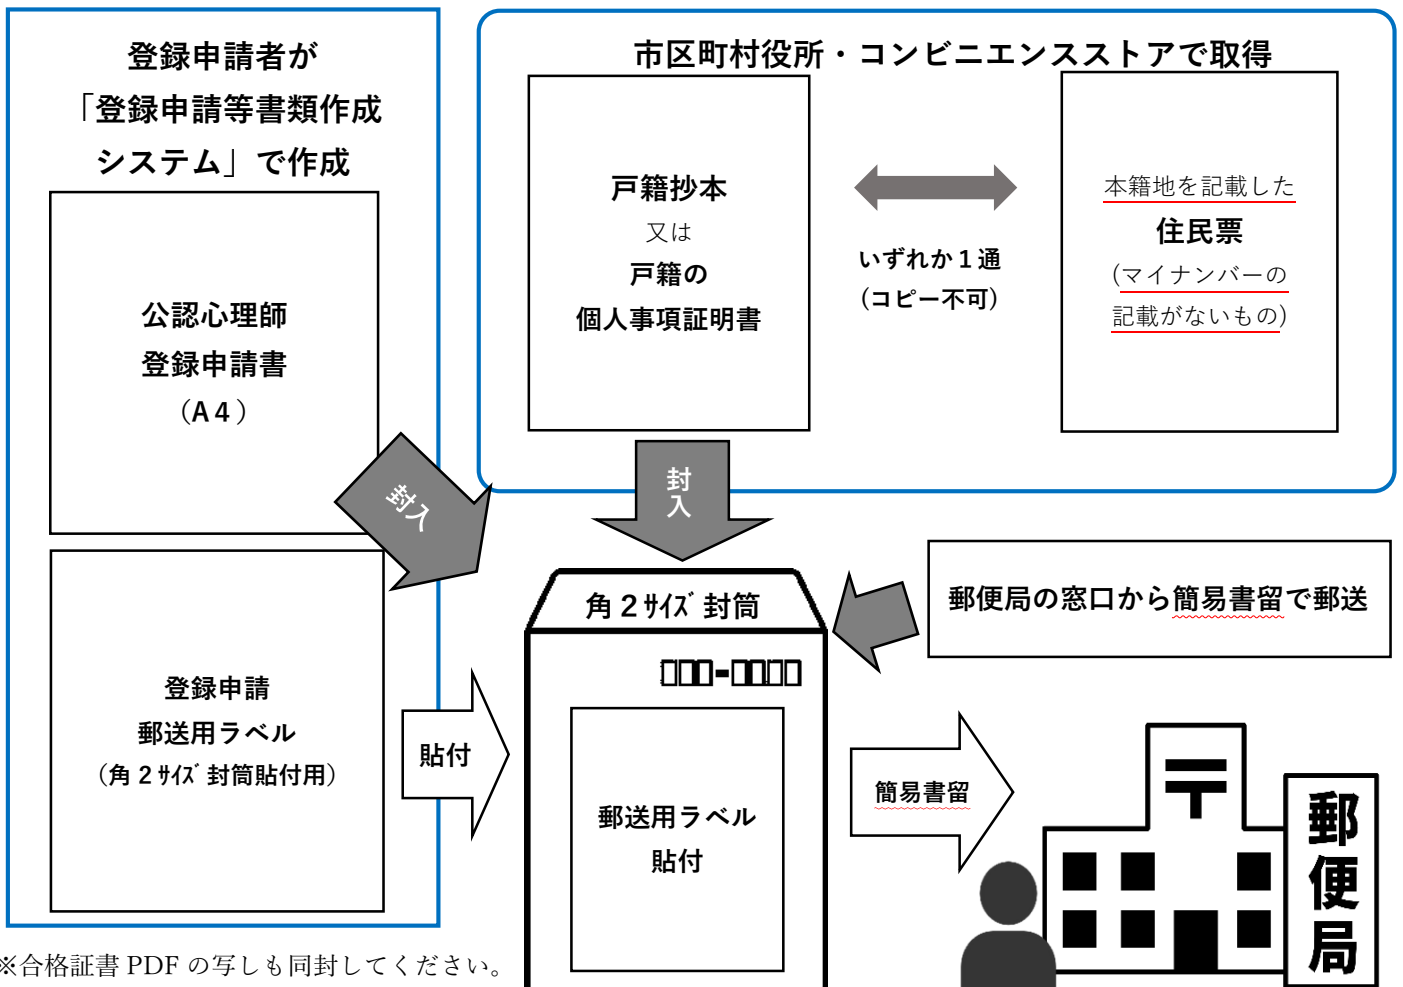 登録申請者が
「登録申請等書類作成
システム」で作成
公認心理師
登録申請書
（A４）
封入
登録申請
郵送用ラベル
（角２ｻｲｽﾞ封筒貼付用）
貼付
※合格証書 PDF の写しも同封してください。
市区町村役所・コンビニエンスストアで取得
戸籍抄本
又は
戸籍の
個人事項証明書
いずれか１通
（コピー不可）
本籍地を記載した
住民票
（マイナンバーの
記載がないもの）
封入
角２ｻｲｽﾞ封筒
郵送用ラベル
貼付
郵便局の窓口から簡易書留で郵送
簡易書留
〒
郵便局